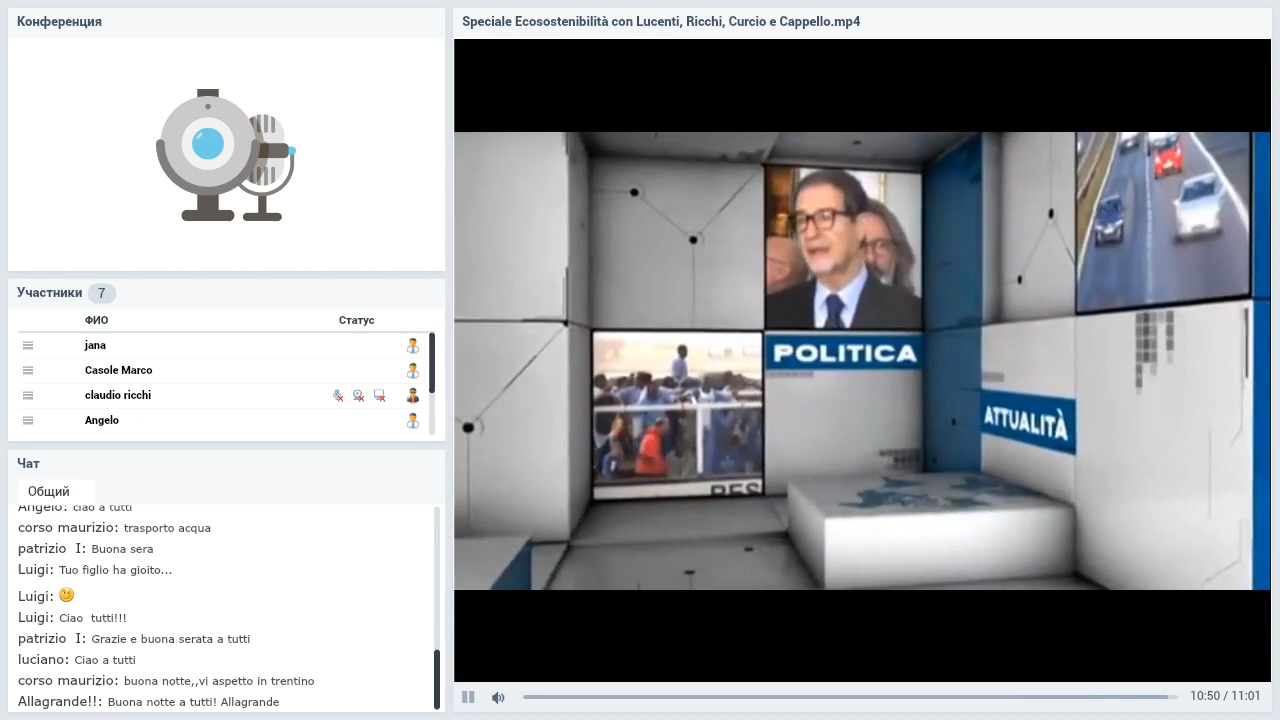 Конференция
Участники 7
ФИО Статус
jana
Casole Marco
claudio ricchi
Angelo
Чат
Общий
Angelo: ciao a tutti
corso maurizio: trasporto acqua
patrizio I: Buona sera
Luigi: Tuo figlio ha gioito...
Luigi:
Luigi: Ciao tutti!!!
patrizio I: Grazie e buona serata a tutti
luciano: Ciao a tutti
corso maurizio: buona notte,,vi aspetto in trentino
Allagrande!!: Buona notte a tutti! Allagrande
Speciale Ecosostenibilità con Lucenti, Ricchi, Curcio e Cappello.mp4
POLITICA
ATTUALITÀ
10:50 / 11:01